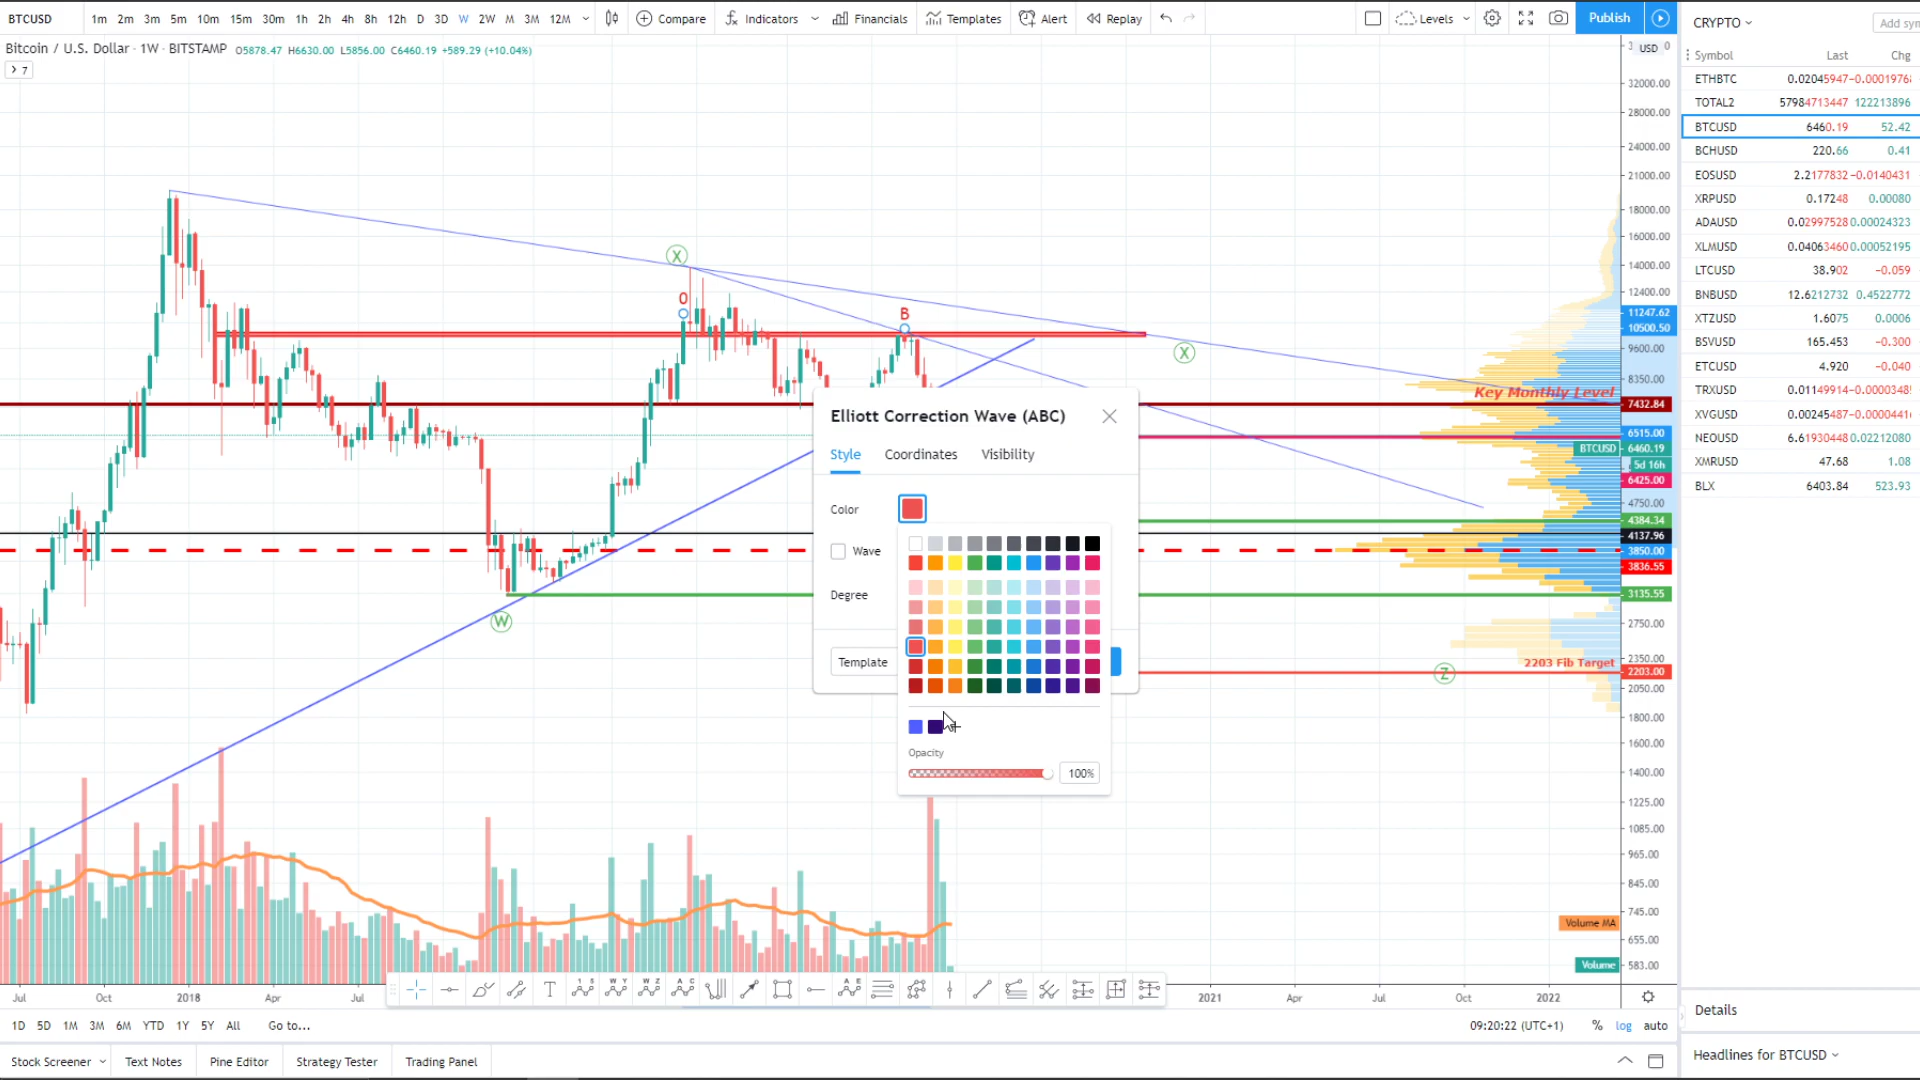 BTCUSD 1m 2m 3m 5m 10m 15m 30m 1h 2h 4h 8h 12h D 3D W 2W M 3M 12M Compare Indicators Financials Templates Alert Replay Levels Publish
Bitcoin / U.S. Dollar · 1W · BITSTAMP O5878.47 H6630.00 L5856.00 C6460.19 +589.29 (+10.04%)
7
USD
32000.00
28000.00
24000.00
21000.00
18000.00
16000.00
14000.00
12400.00
11247.62
10500.50
9600.00
8350.00
7432.84
6515.00
BTCUSD 6460.19
5d 16h
6425.00
4750.00
4384.34
4137.96
3850.00
3836.55
3135.55
2750.00
2350.00
2203.00
2050.00
1800.00
1600.00
1400.00
1225.00
1085.00
965.00
845.00
745.00
655.00
583.00
X
0
B
X
W
Z
Key Monthly Level
2203 Fib Target
Volume MA
Volume
Elliott Correction Wave (ABC)
Style Coordinates Visibility
Color
Wave
Degree
Template
Opacity
100%
Jul Oct 2018 Apr Jul 2021 Apr Jul Oct 2022
1D 5D 1M 3M 6M YTD 1Y 5Y All Go to... 09:20:22 (UTC+1) % log auto
Stock Screener Text Notes Pine Editor Strategy Tester Trading Panel
CRYPTO Add sym
Symbol Last Chg
ETHBTC 0.02045947 -0.0001976
TOTAL2 57984713447 122213896
BTCUSD 6460.19 52.42
BCHUSD 220.66 0.41
EOSUSD 2.2177832 -0.0140431
XRPUSD 0.17248 0.00080
ADAUSD 0.02997528 0.00024323
XLMUSD 0.04063460 0.00052195
LTCUSD 38.902 -0.059
BNBUSD 12.6212732 0.4522772
XTZUSD 1.6075 0.0006
BSVUSD 165.453 -0.300
ETCUSD 4.920 -0.040
TRXUSD 0.01149914 -0.0000348
XVGUSD 0.00245487 -0.0000441
NEOUSD 6.61930448 0.02212080
XMRUSD 47.68 1.08
BLX 6403.84 523.93
Details
Headlines for BTCUSD